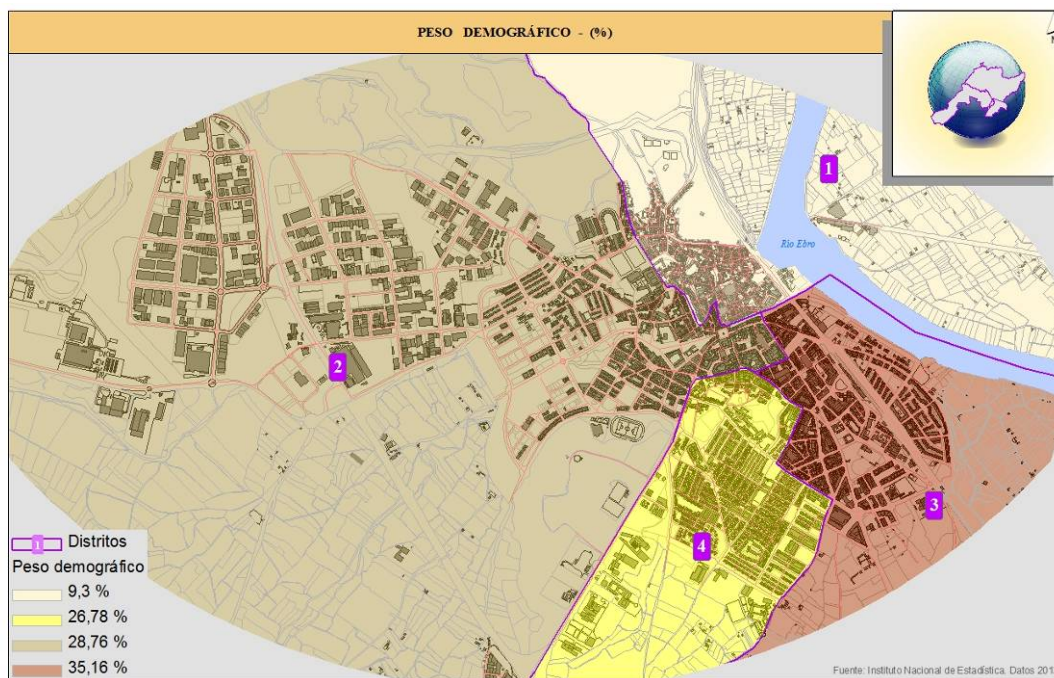 PESO DEMOGRÁFICO - (%)
N
1
Río Ebro
2
3
4
1 Distritos
Peso demográfico
9,3 %
26,78 %
28,76 %
35,16 %
Fuente: Instituto Nacional de Estadística. Datos 201